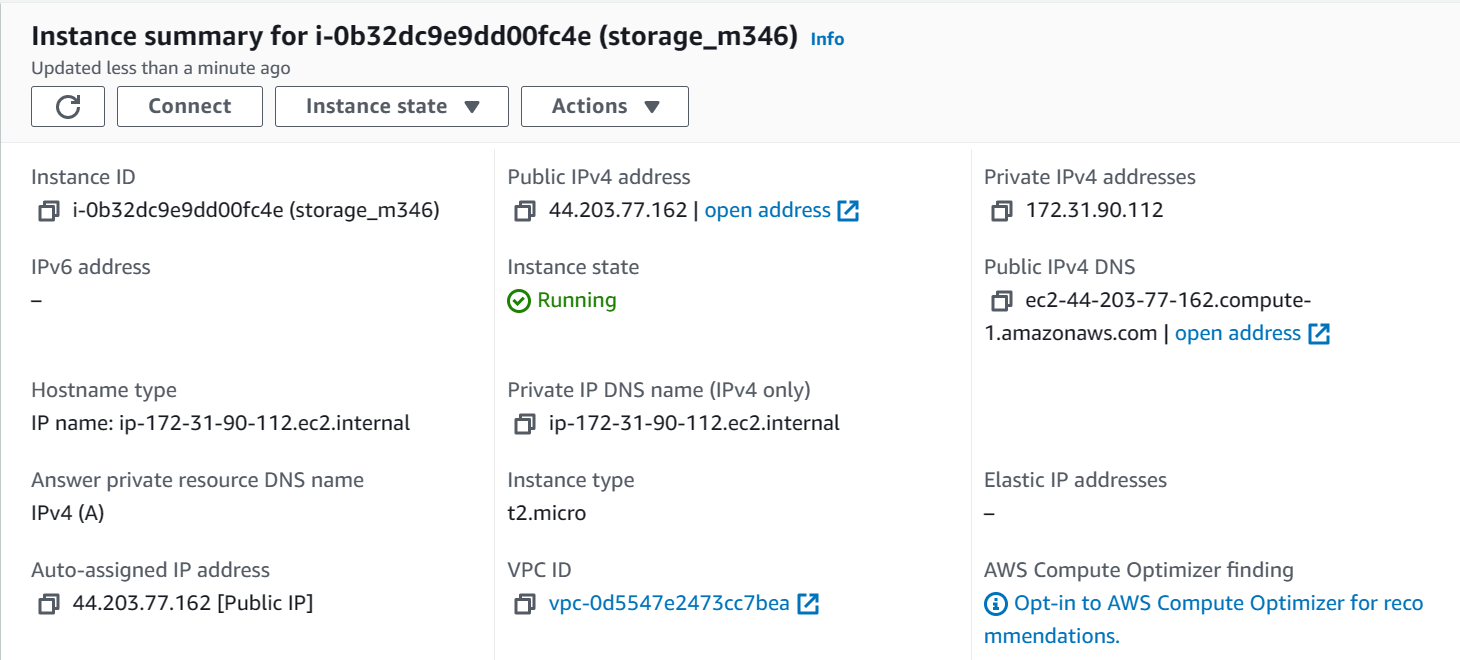 Instance summary for i-0b32dc9e9dd00fc4e (storage_m346) Info
Updated less than a minute ago
Connect
Instance state
Actions
Instance ID
i-0b32dc9e9dd00fc4e (storage_m346)
Public IPv4 address
44.203.77.162 | open address
Private IPv4 addresses
172.31.90.112
IPv6 address
–
Instance state
Running
Public IPv4 DNS
ec2-44-203-77-162.compute-
1.amazonaws.com | open address
Hostname type
IP name: ip-172-31-90-112.ec2.internal
Private IP DNS name (IPv4 only)
ip-172-31-90-112.ec2.internal
Answer private resource DNS name
IPv4 (A)
Instance type
t2.micro
Elastic IP addresses
–
Auto-assigned IP address
44.203.77.162 [Public IP]
VPC ID
vpc-0d5547e2473cc7bea
AWS Compute Optimizer finding
Opt-in to AWS Compute Optimizer for reco
mmendations.